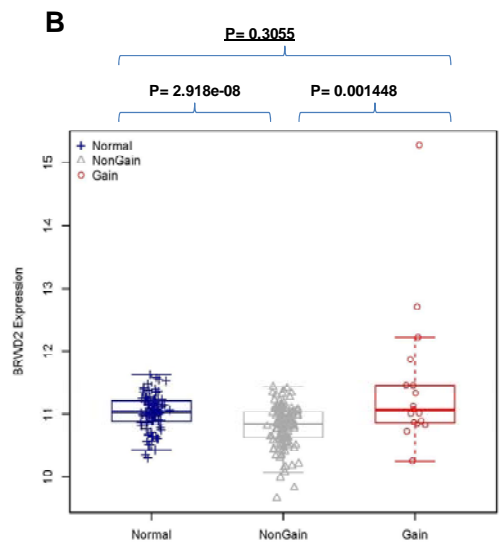 B
P= 0.3055
P= 2.918e-08 P= 0.001448
Normal
NonGain
Gain
BRWD2 Expression
15
14
13
12
11
10
Normal NonGain Gain